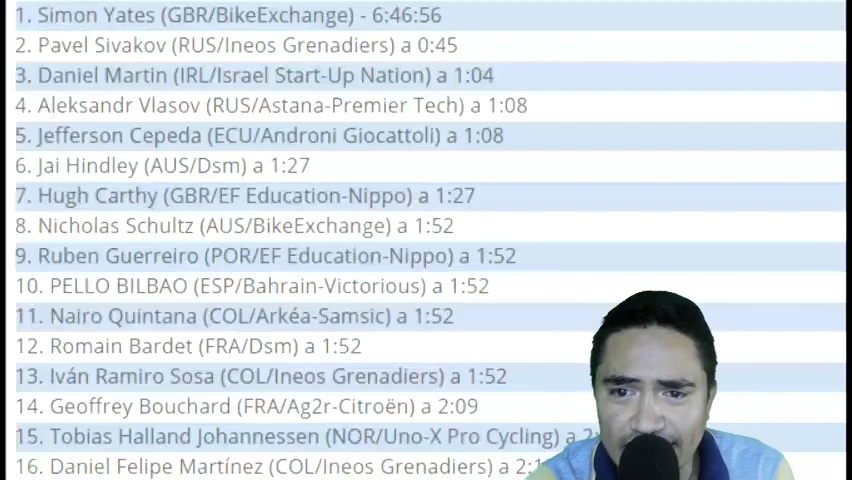 1. Simon Yates (GBR/BikeExchange) - 6:46:56
2. Pavel Sivakov (RUS/Ineos Grenadiers) a 0:45
3. Daniel Martin (IRL/Israel Start-Up Nation) a 1:04
4. Aleksandr Vlasov (RUS/Astana-Premier Tech) a 1:08
5. Jefferson Cepeda (ECU/Androni Giocattoli) a 1:08
6. Jai Hindley (AUS/Dsm) a 1:27
7. Hugh Carthy (GBR/EF Education-Nippo) a 1:27
8. Nicholas Schultz (AUS/BikeExchange) a 1:52
9. Ruben Guerreiro (POR/EF Education-Nippo) a 1:52
10. PELLO BILBAO (ESP/Bahrain-Victorious) a 1:52
11. Nairo Quintana (COL/Arkéa-Samsic) a 1:52
12. Romain Bardet (FRA/Dsm) a 1:52
13. Iván Ramiro Sosa (COL/Ineos Grenadiers) a 1:52
14. Geoffrey Bouchard (FRA/Ag2r-Citroën) a 2:09
15. Tobias Halland Johannessen (NOR/Uno-X Pro Cycling) a
16. Daniel Felipe Martínez (COL/Ineos Grenadiers) a